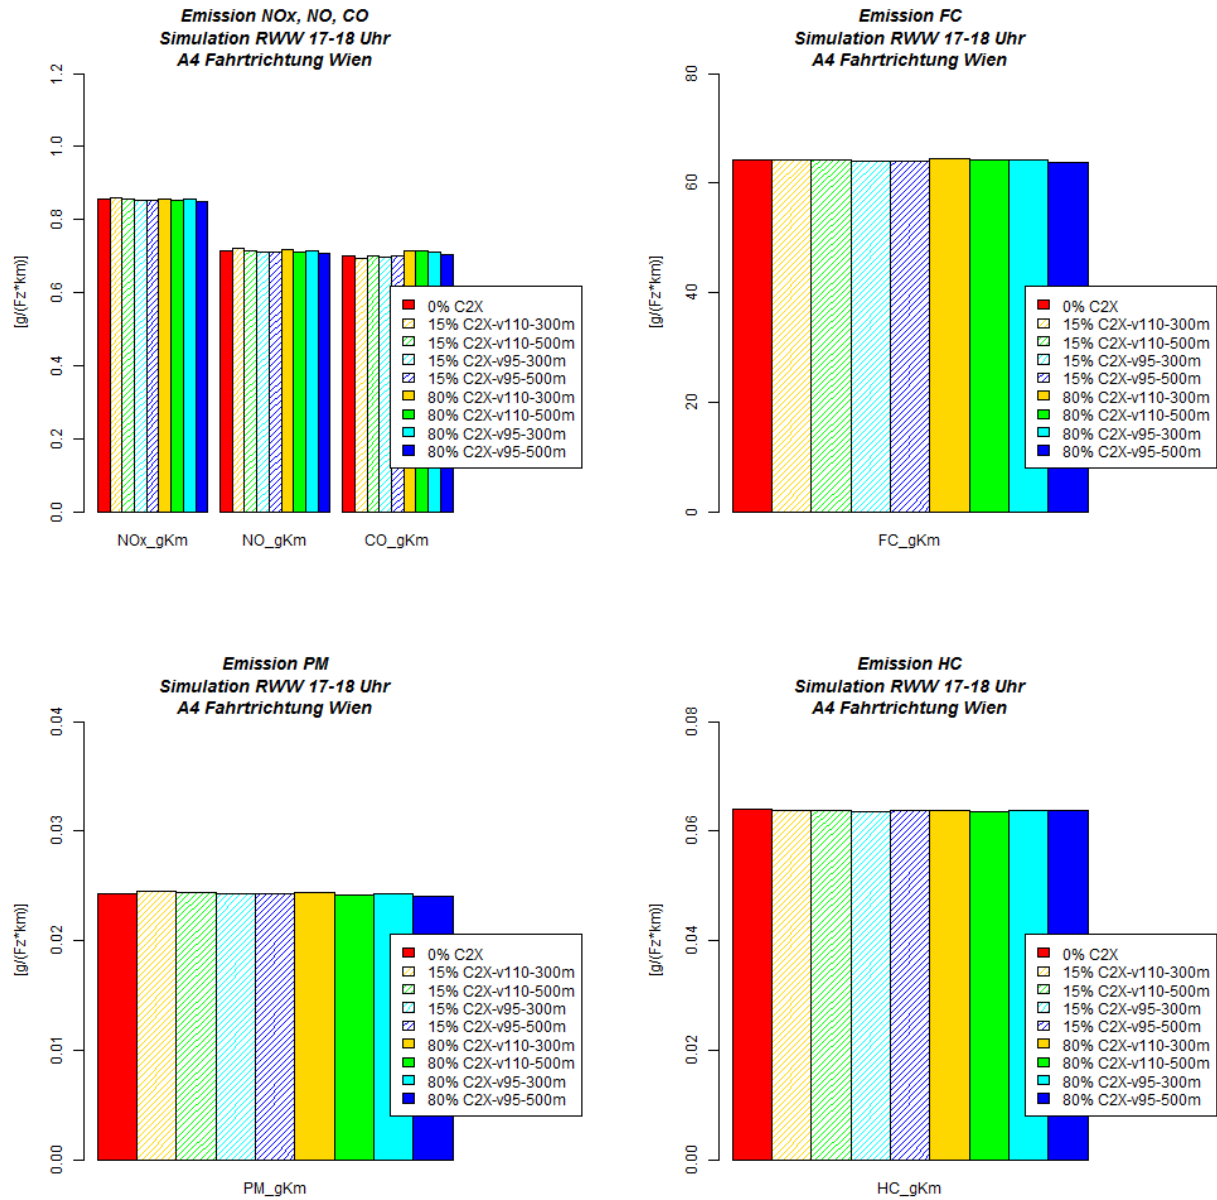 Emission NOx, NO, CO
Simulation RWW 17-18 Uhr
A4 Fahrtrichtung Wien
[g/(Fz*km)]
1.2
1.0
0.8
0.6
0.4
0.2
0.0
NOx_gKm
NO_gKm
CO_gKm
0% C2X
15% C2X-v110-300m
15% C2X-v110-500m
15% C2X-v95-300m
15% C2X-v95-500m
80% C2X-v110-300m
80% C2X-v110-500m
80% C2X-v95-300m
80% C2X-v95-500m
Emission FC
Simulation RWW 17-18 Uhr
A4 Fahrtrichtung Wien
[g/(Fz*km)]
80
60
40
20
0
FC_gKm
0% C2X
15% C2X-v110-300m
15% C2X-v110-500m
15% C2X-v95-300m
15% C2X-v95-500m
80% C2X-v110-300m
80% C2X-v110-500m
80% C2X-v95-300m
80% C2X-v95-500m
Emission PM
Simulation RWW 17-18 Uhr
A4 Fahrtrichtung Wien
[g/(Fz*km)]
0.04
0.03
0.02
0.01
0.00
PM_gKm
0% C2X
15% C2X-v110-300m
15% C2X-v110-500m
15% C2X-v95-300m
15% C2X-v95-500m
80% C2X-v110-300m
80% C2X-v110-500m
80% C2X-v95-300m
80% C2X-v95-500m
Emission HC
Simulation RWW 17-18 Uhr
A4 Fahrtrichtung Wien
[g/(Fz*km)]
0.08
0.06
0.04
0.02
0.00
HC_gKm
0% C2X
15% C2X-v110-300m
15% C2X-v110-500m
15% C2X-v95-300m
15% C2X-v95-500m
80% C2X-v110-300m
80% C2X-v110-500m
80% C2X-v95-300m
80% C2X-v95-500m